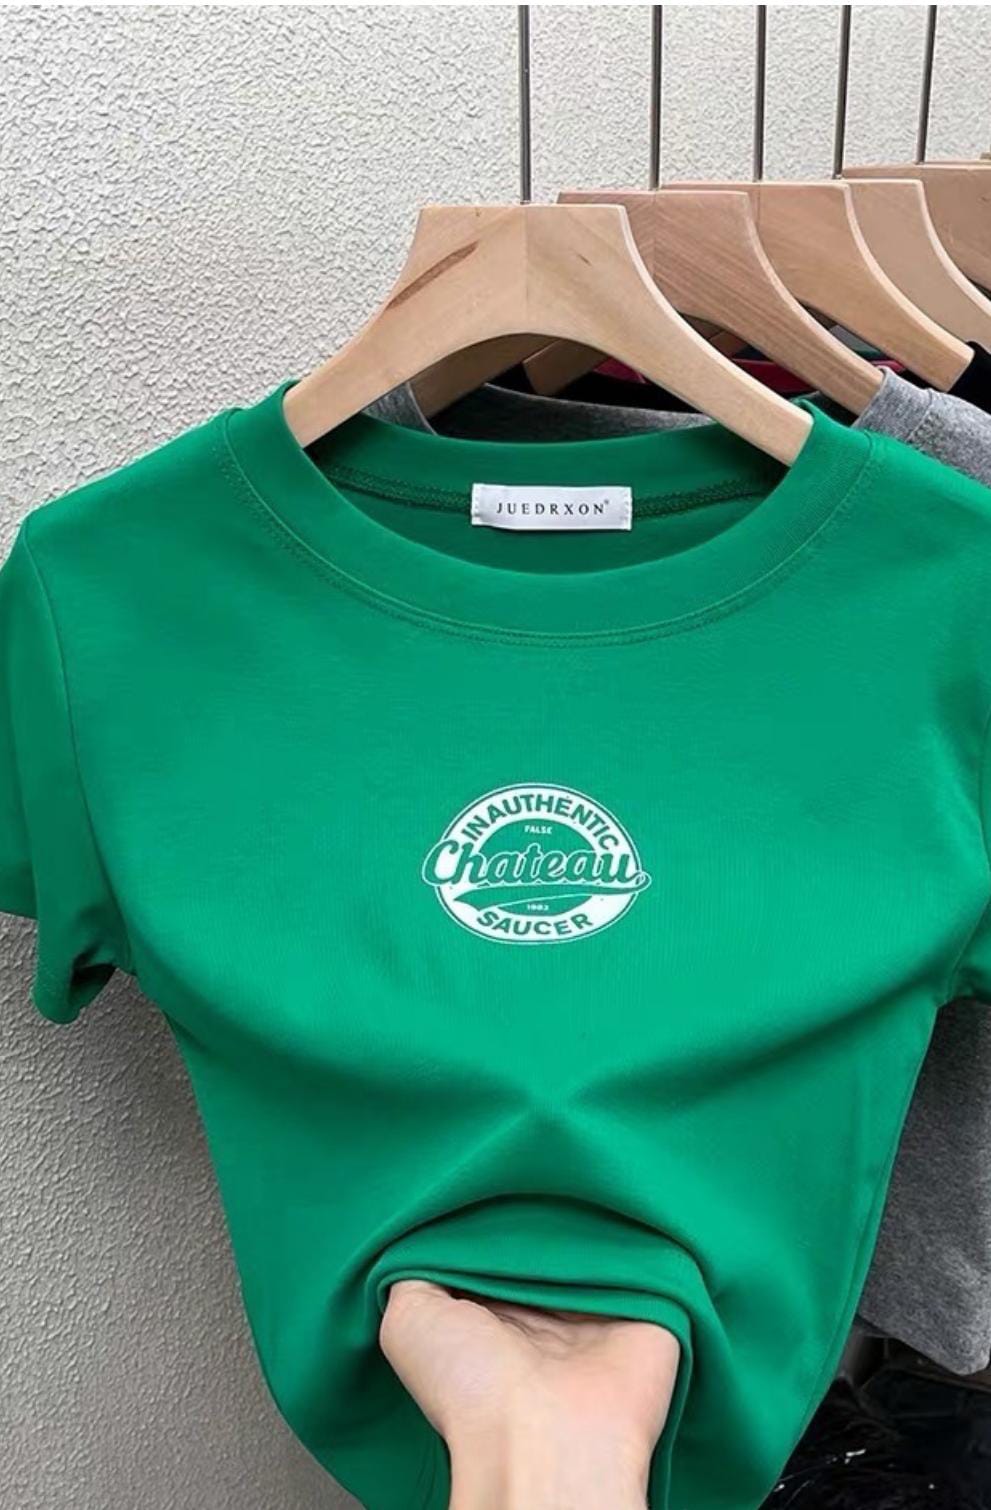 JUEDRXON®
INAUTHENTIC
FALSE
Chateau
1983
SAUCER